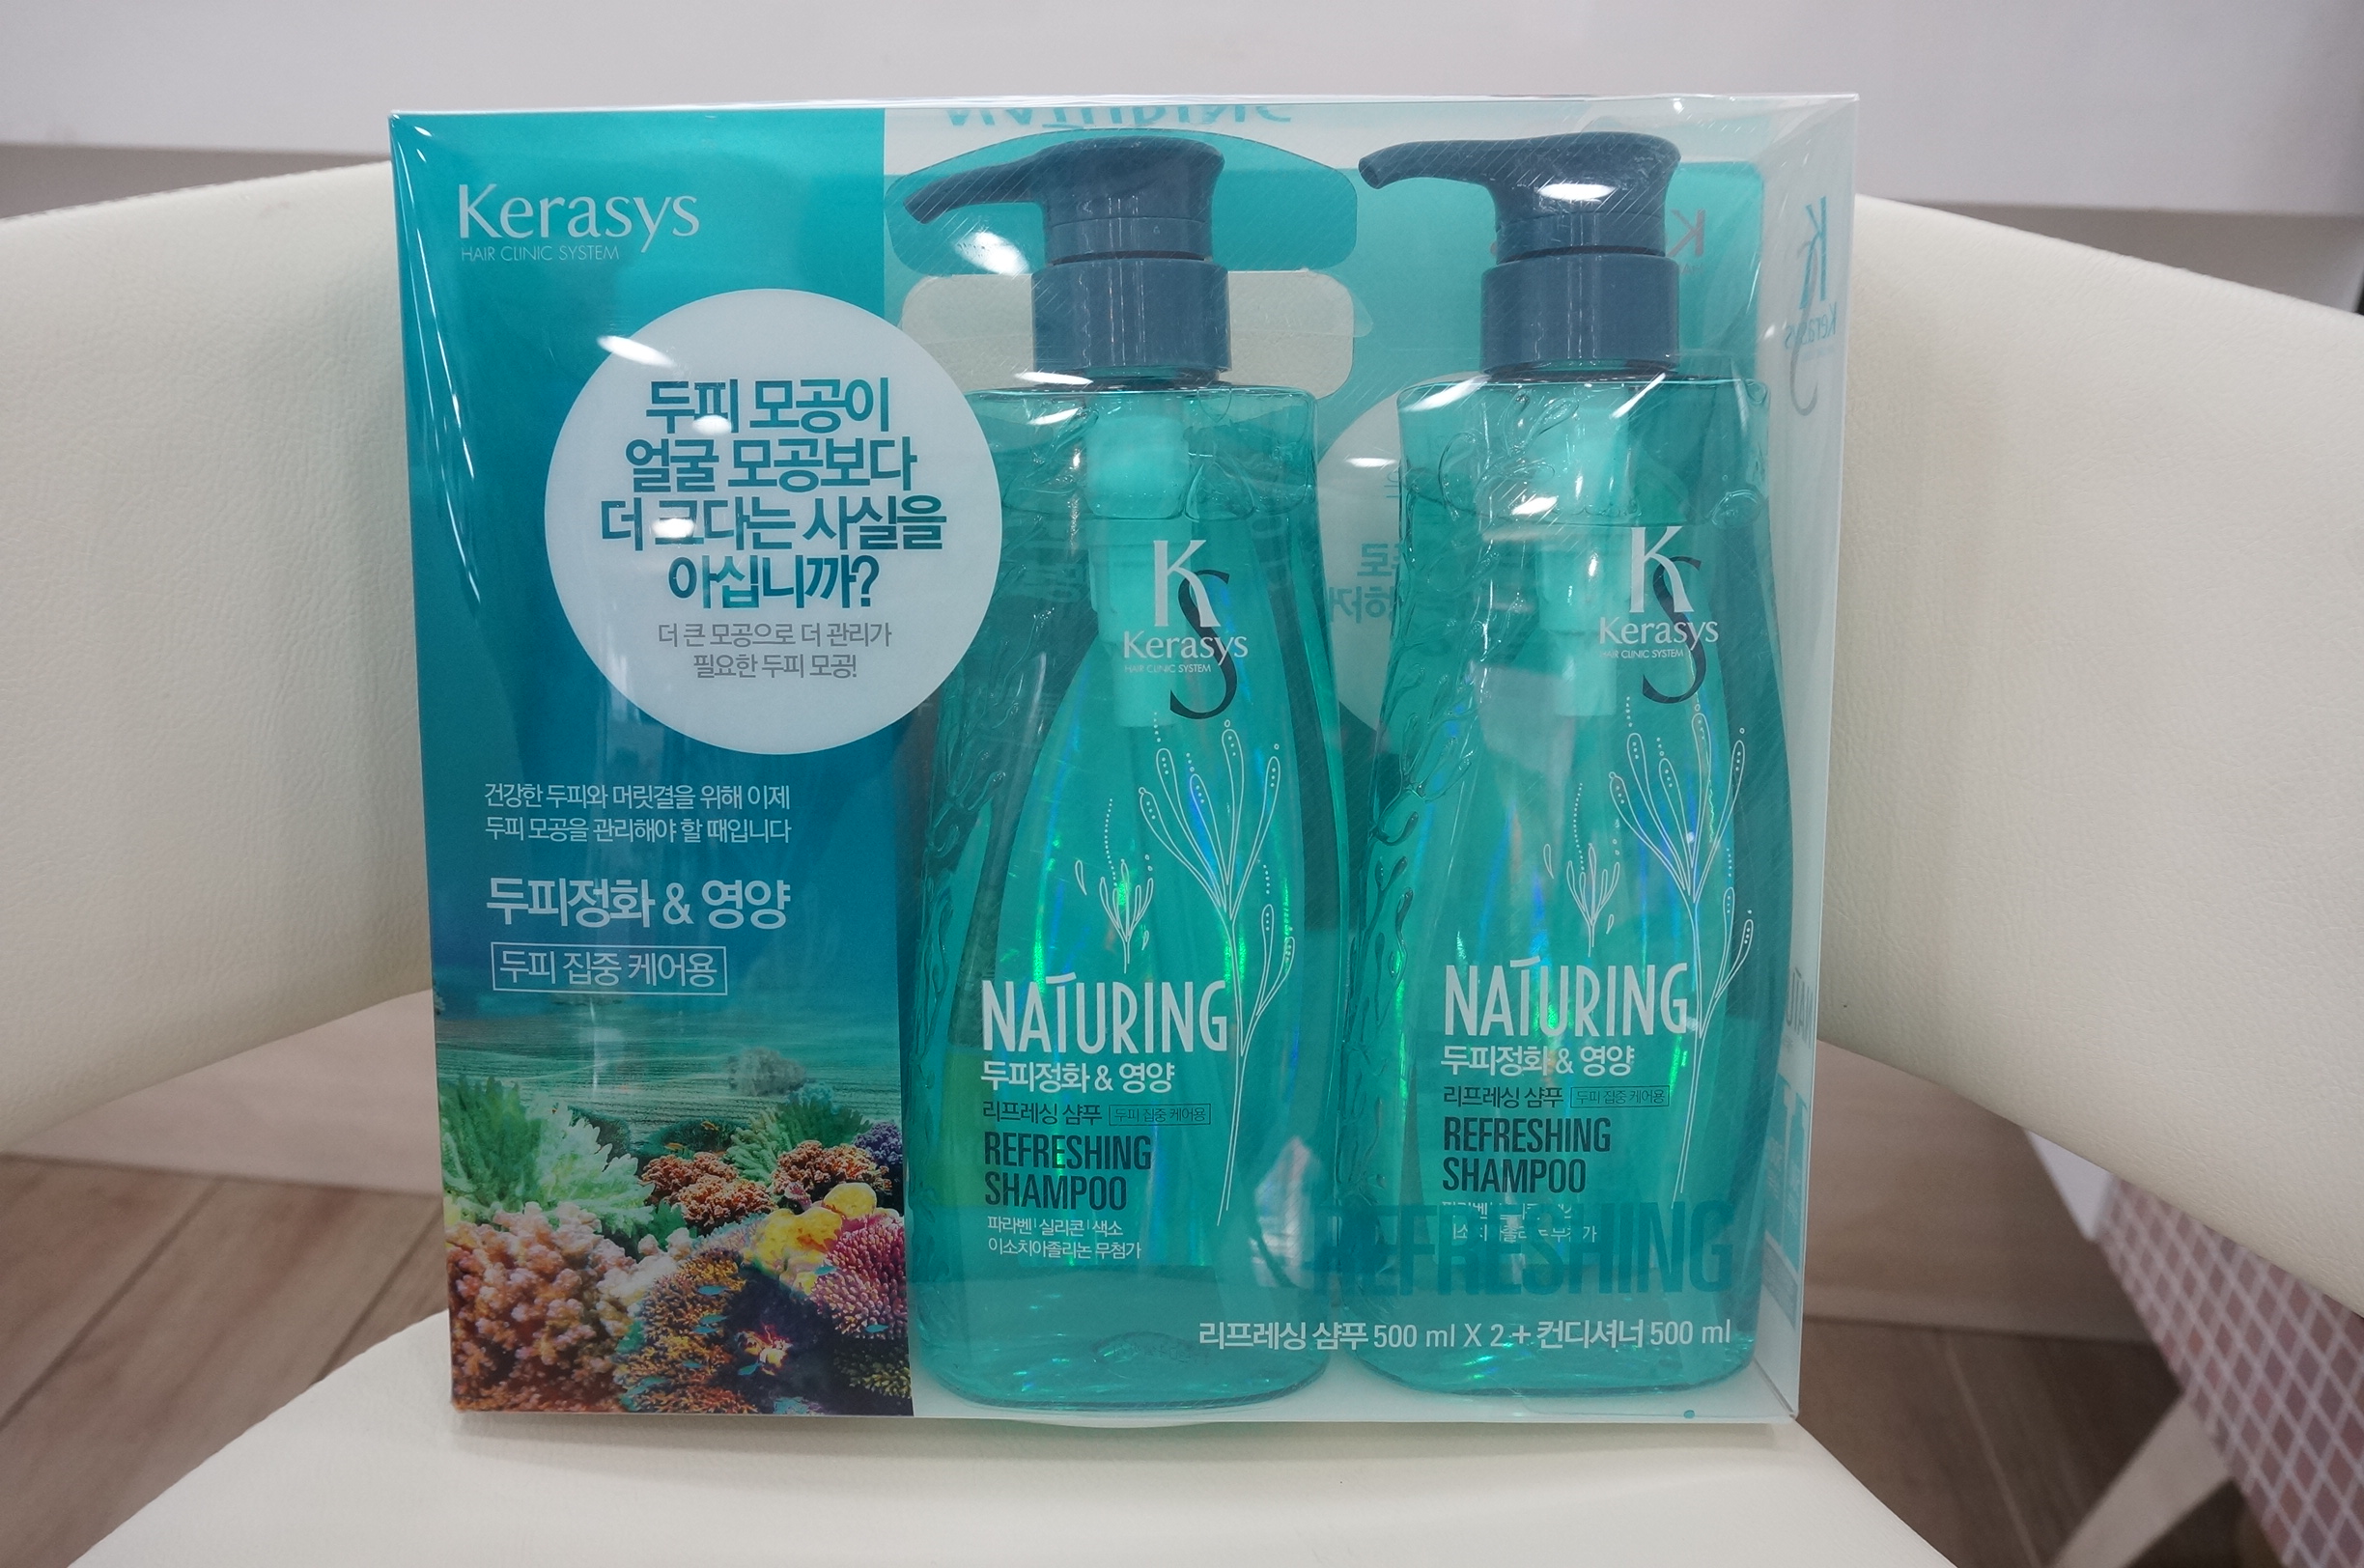 Kerasys
HAIR CLINIC SYSTEM
두피 모공이
얼굴 모공보다
더 크다는 사실을
아십니까?
더 큰 모공으로 더 관리가
필요한 두피 모공!
건강한 두피와 머릿결을 위해 이제
두피 모공을 관리해야 할 때입니다
두피정화 & 영양
두피 집중 케어용
KS
Kerasys
HAIR CLINIC SYSTEM
NATURING
두피정화 & 영양
리프레싱 샴푸 두피 집중 케어용
REFRESHING
SHAMPOO
파라벤 | 실리콘 | 색소
이소치아졸리논 무첨가
KS
Kerasys
HAIR CLINIC SYSTEM
NATURING
두피정화 & 영양
리프레싱 샴푸 두피 집중 케어용
REFRESHING
SHAMPOO
REFRESHING
리프레싱 샴푸 500 ml X 2 + 컨디셔너 500 ml